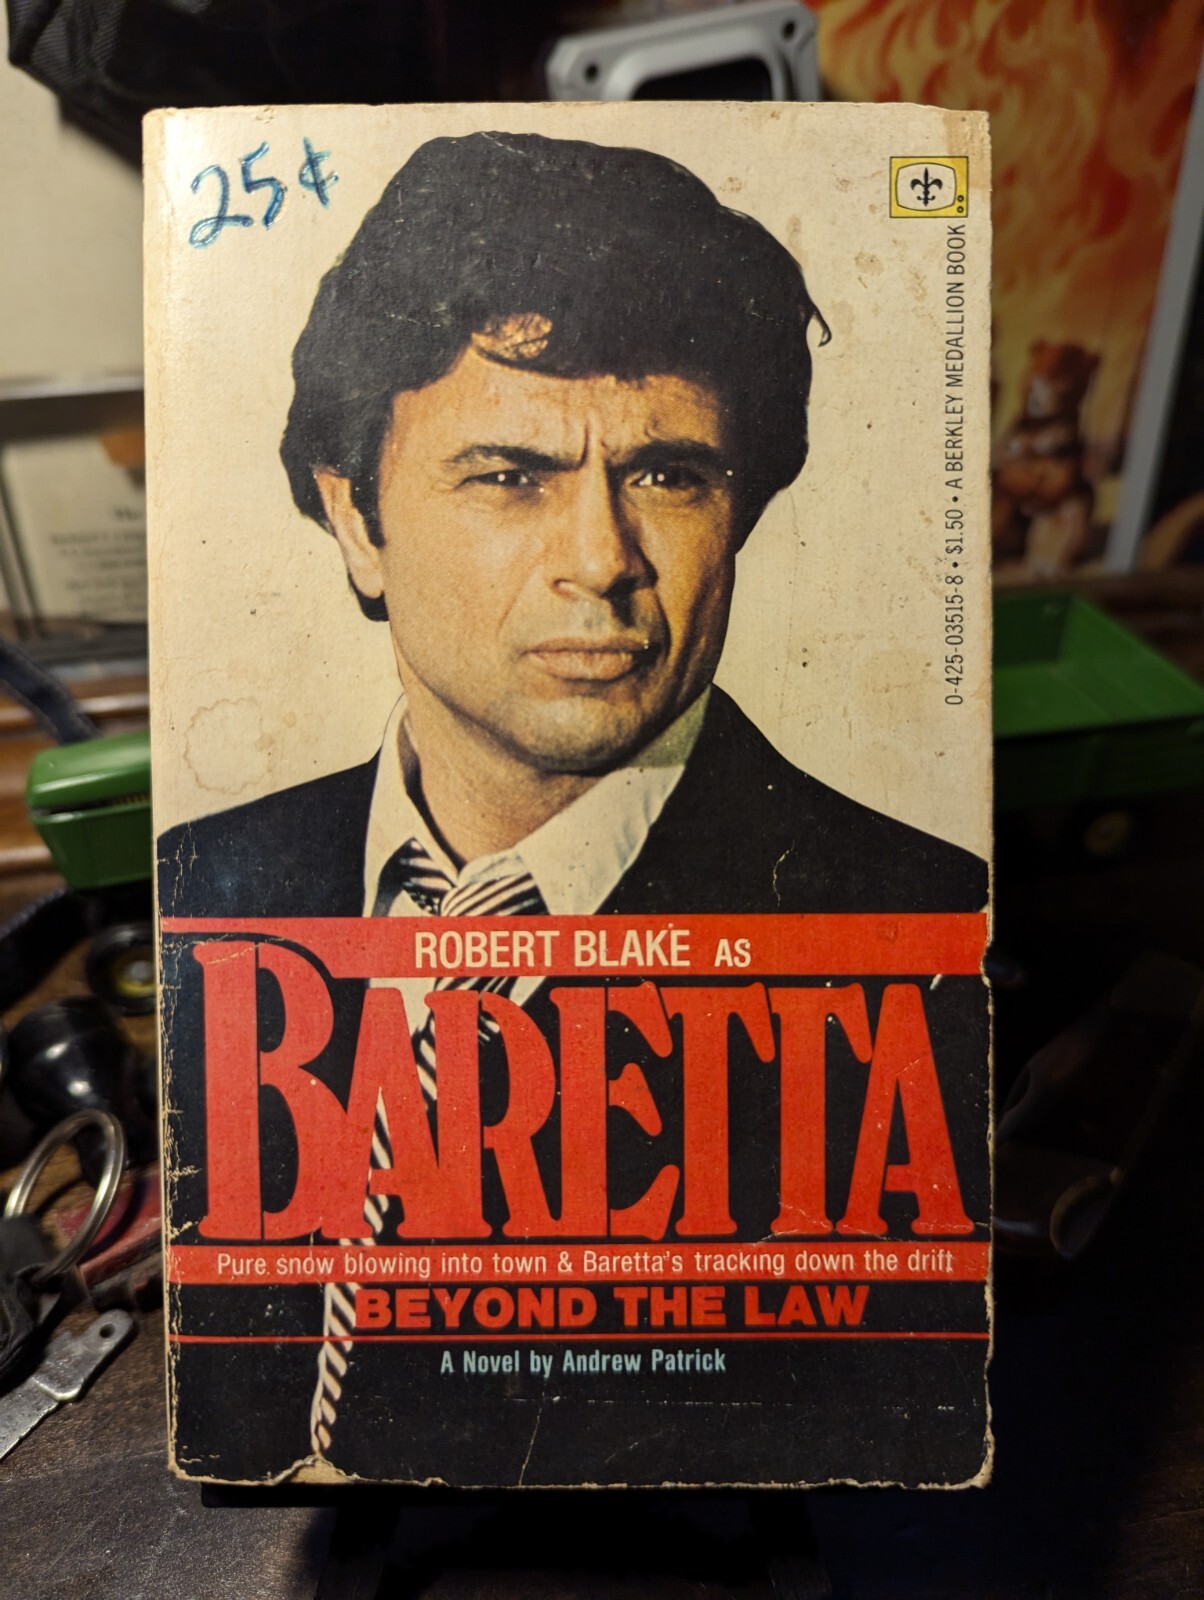 25¢
0-425-03515-8 • $1.50 • A BERKLEY MEDALLION BOOK
ROBERT BLAKE AS
BARETTA
Pure snow blowing into town & Baretta's tracking down the drift
BEYOND THE LAW
A Novel by Andrew Patrick